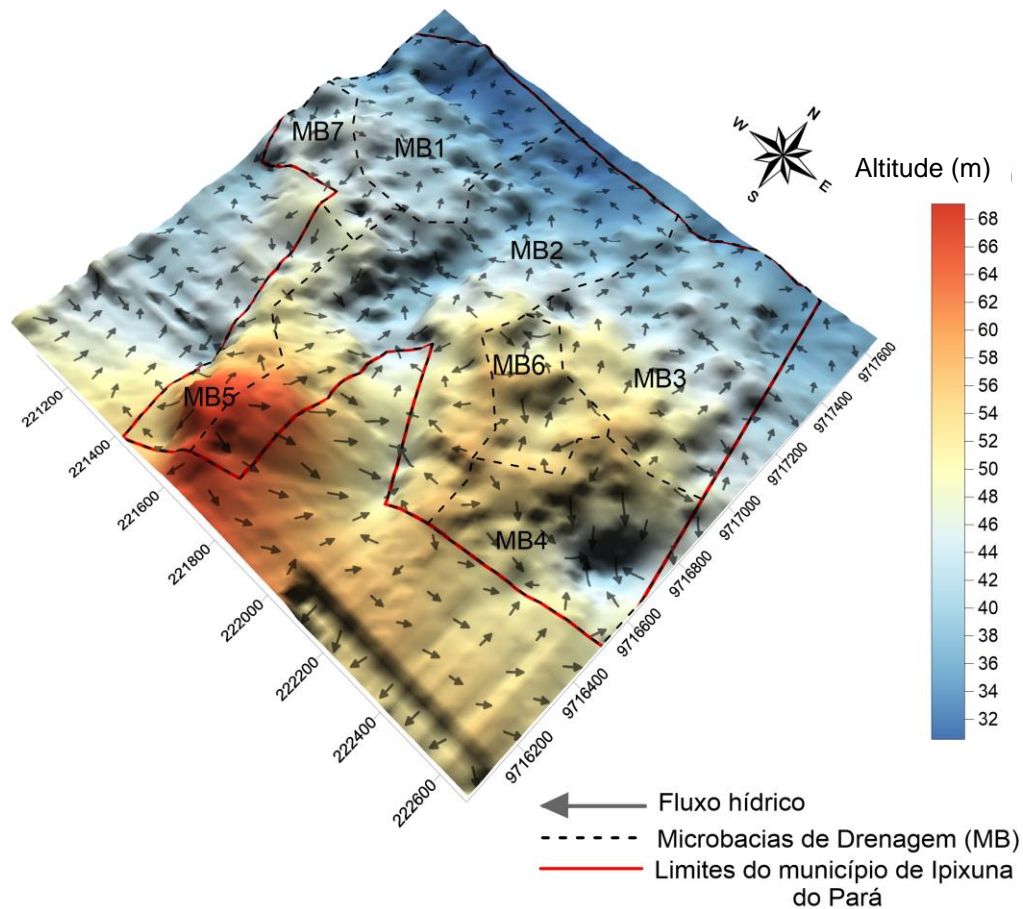 MB7
MB1
N
W
E
S
Altitude (m)
MB2
MB6
MB3
MB5
MB4
68
66
64
62
60
58
56
54
52
50
48
46
44
42
40
38
36
34
32
221200
221400
221600
221800
222000
222200
222400
222600
9717600
9717400
9717200
9717000
9716800
9716600
9716400
9716200
Fluxo hídrico
Microbacias de Drenagem (MB)
Limites do município de Ipixuna
do Pará